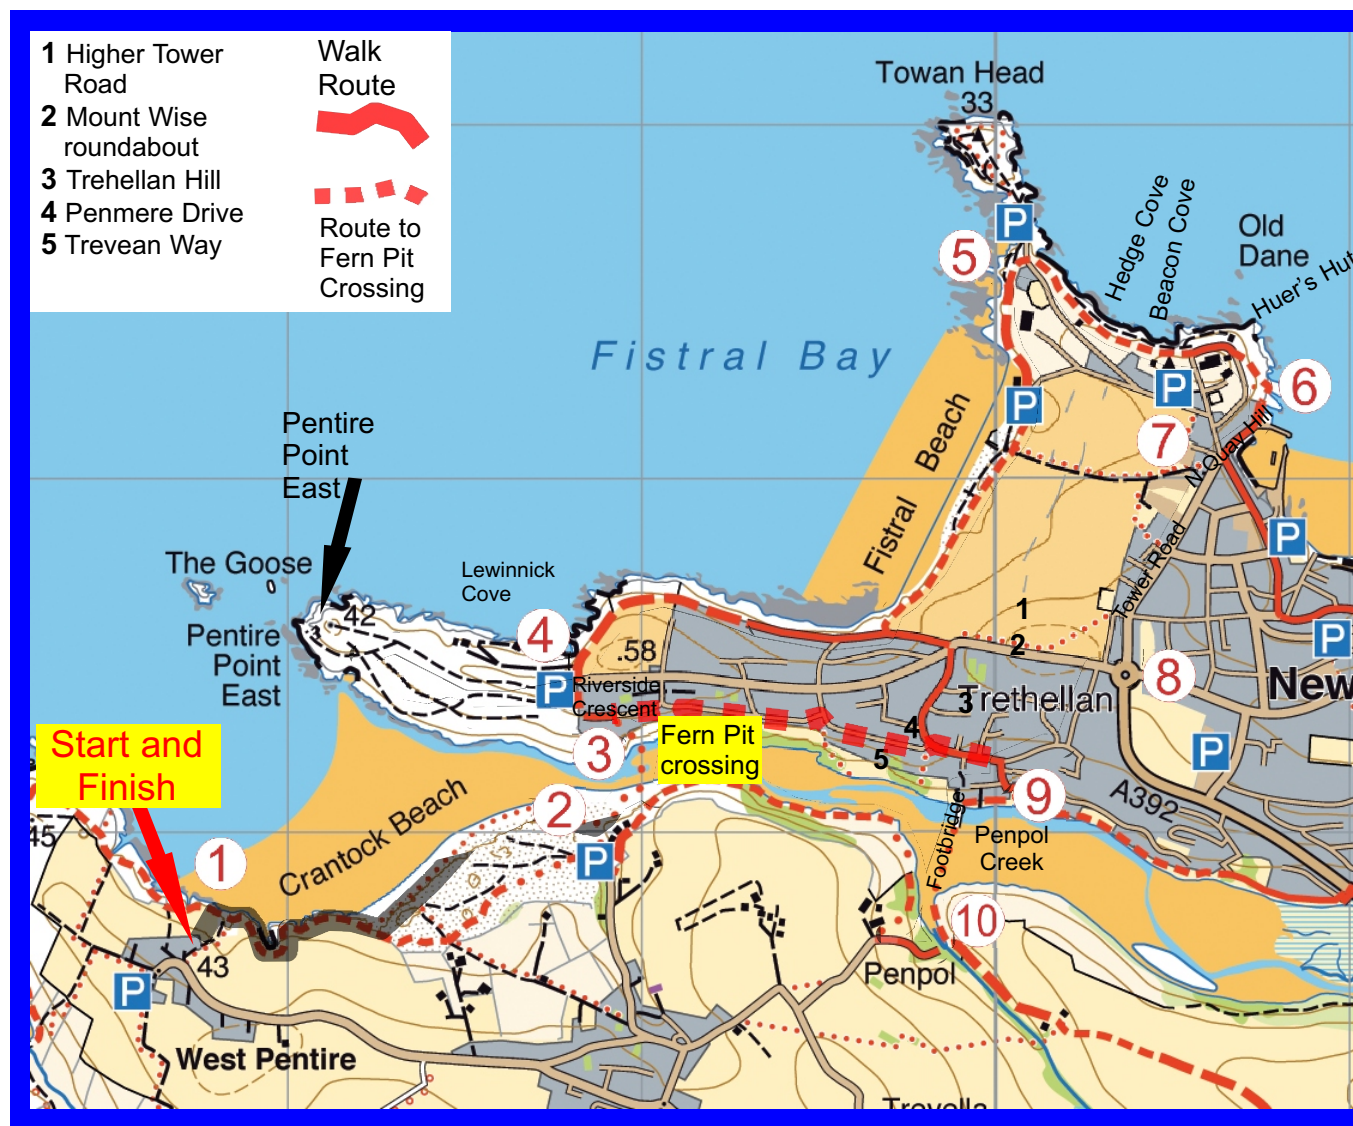 1 Higher Tower
Road
2 Mount Wise
roundabout
3 Trehellan Hill
4 Penmere Drive
5 Trevean Way
Walk
Route
Route to
Fern Pit
Crossing
Towan Head
33
P
5
Hedge Cove
Beacon Cove
Old
Dane
Huer's Hut
Fistral Bay
Fistral Beach
P
P
6
7
N Quay Hill
P
Pentire
Point
East
The Goose
42
Lewinnick
Cove
Pentire
Point
East
4
.58
P
Riverside
Crescent
Tower Road
1
2
P
8
New
3
Trethellan
4
5
P
Start and
Finish
3
Fern Pit
crossing
2
9
A392
45
1
Crantock Beach
P
Footbridge
Penpol
Creek
10
43
P
Penpol
West Pentire
Trevella